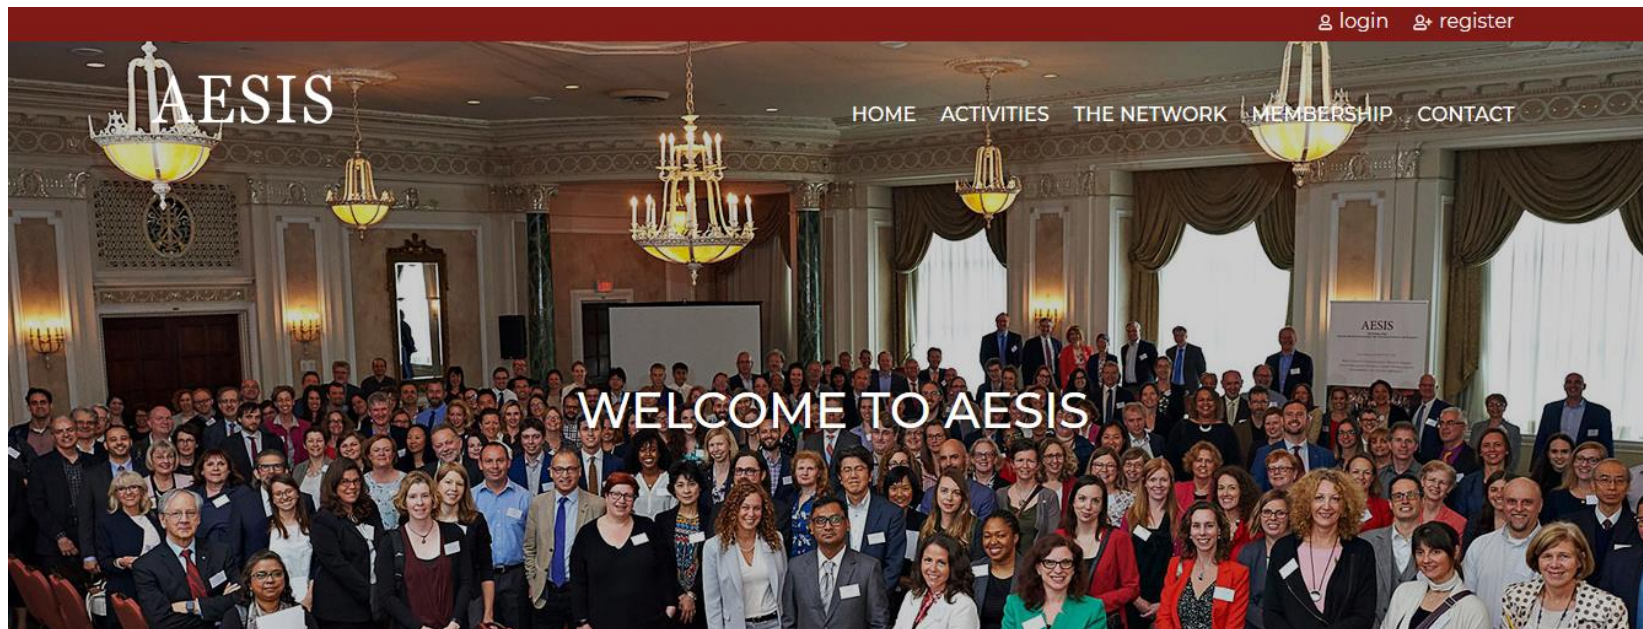 login register
AESIS
HOME ACTIVITIES THE NETWORK MEMBERSHIP CONTACT
AESIS
WELCOME TO AESIS